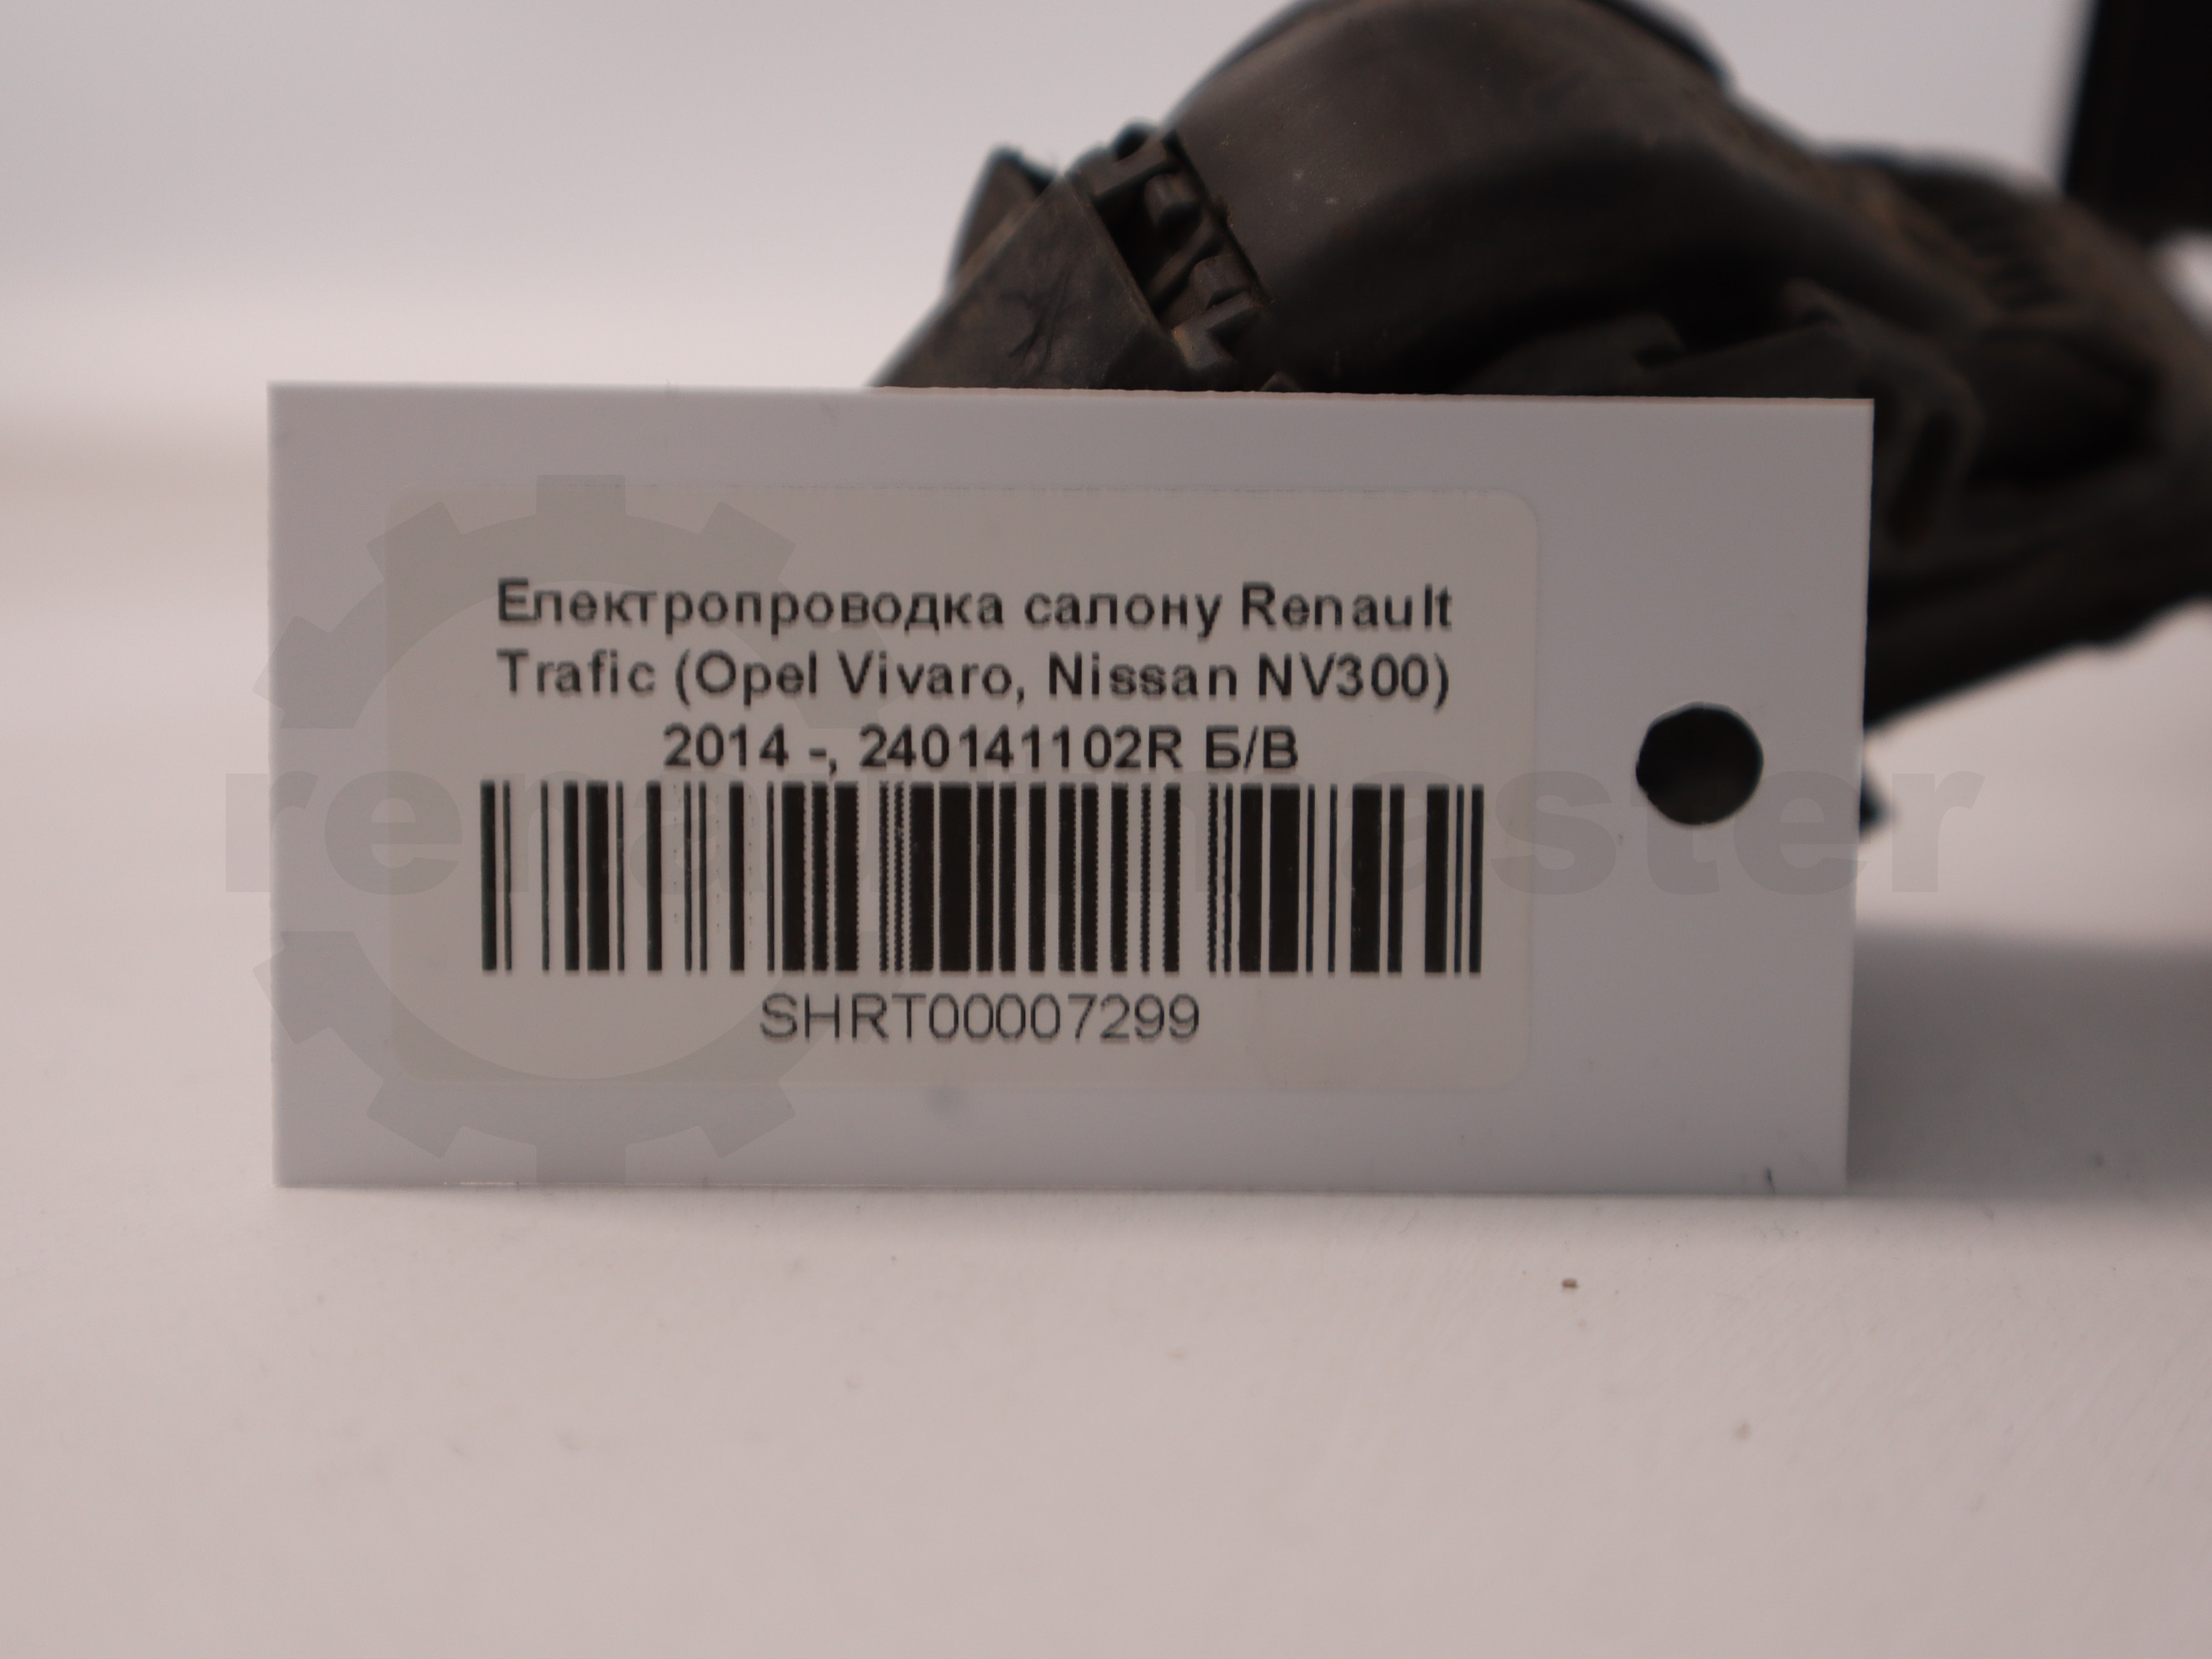 Електропроводка салону Renault
Trafic (Opel Vivaro, Nissan NV300)
2014 -, 240141102R Б/В
SHRT00007299